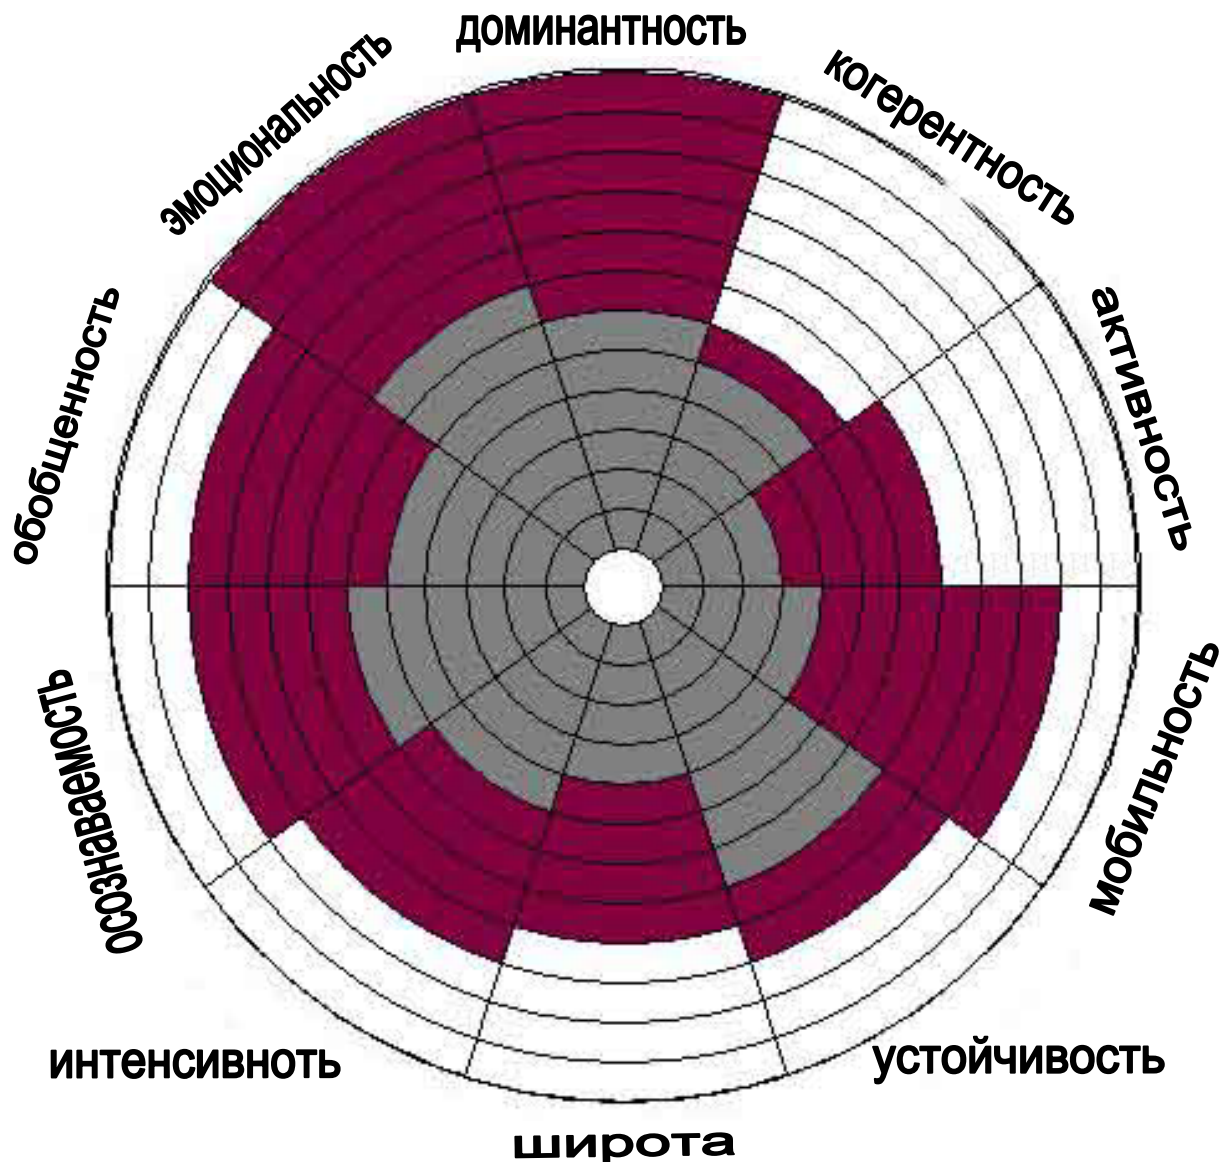 доминантность
когерентность
активность
мобильность
устойчивость
широта
интенсивноть
осознаваемость
обобщенность
эмоциональность